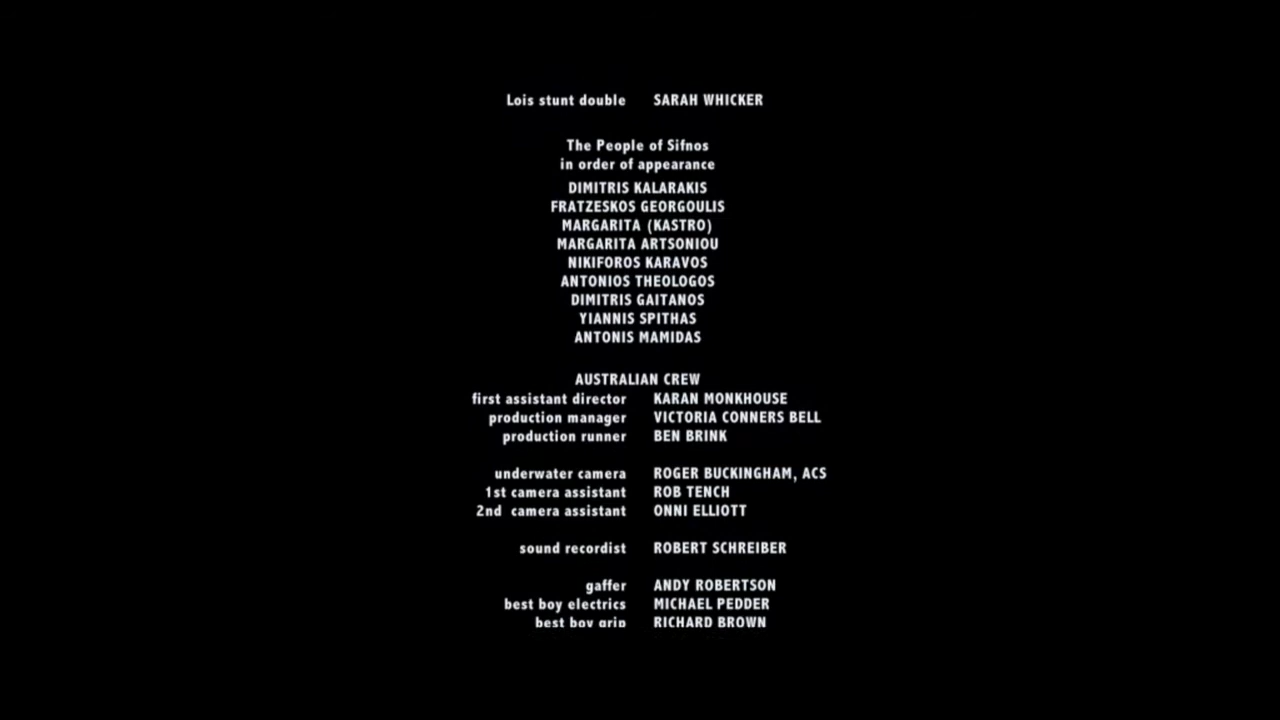 Lois stunt double SARAH WHICKER
The People of Sifnos
in order of appearance
DIMITRIS KALARAKIS
FRATZESKOS GEORGOULIS
MARGARITA (KASTRO)
MARGARITA ARTSONIOU
NIKIFOROS KARAVOS
ANTONIOS THEOLOGOS
DIMITRIS GAITANOS
YIANNIS SPITHAS
ANTONIS MAMIDAS
AUSTRALIAN CREW
first assistant director KARAN MONKHOUSE
production manager VICTORIA CONNERS BELL
production runner BEN BRINK
underwater camera ROGER BUCKINGHAM, ACS
1st camera assistant ROB TENCH
2nd camera assistant ONNI ELLIOTT
sound recordist ROBERT SCHREIBER
gaffer ANDY ROBERTSON
best boy electrics MICHAEL PEDDER
best boy grip RICHARD BROWN